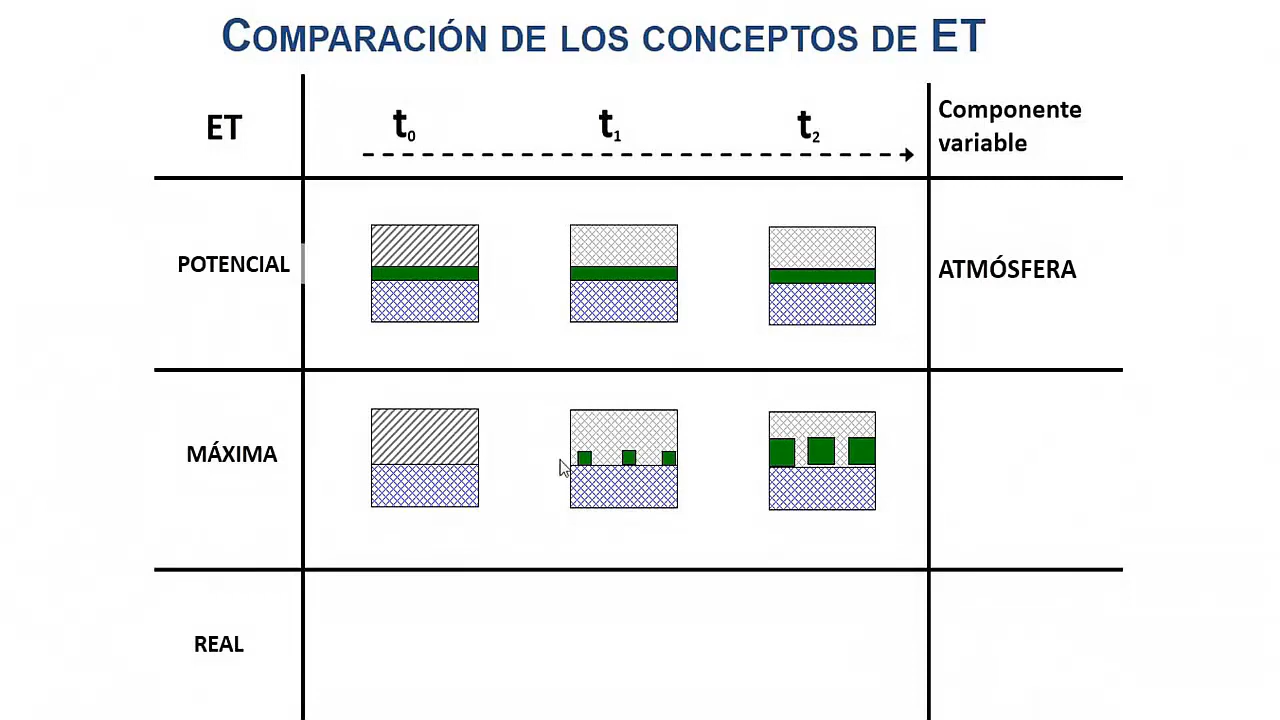 COMPARACIÓN DE LOS CONCEPTOS DE ET
ET
t0
t1
t2
Componente
variable
POTENCIAL
ATMÓSFERA
MÁXIMA
REAL